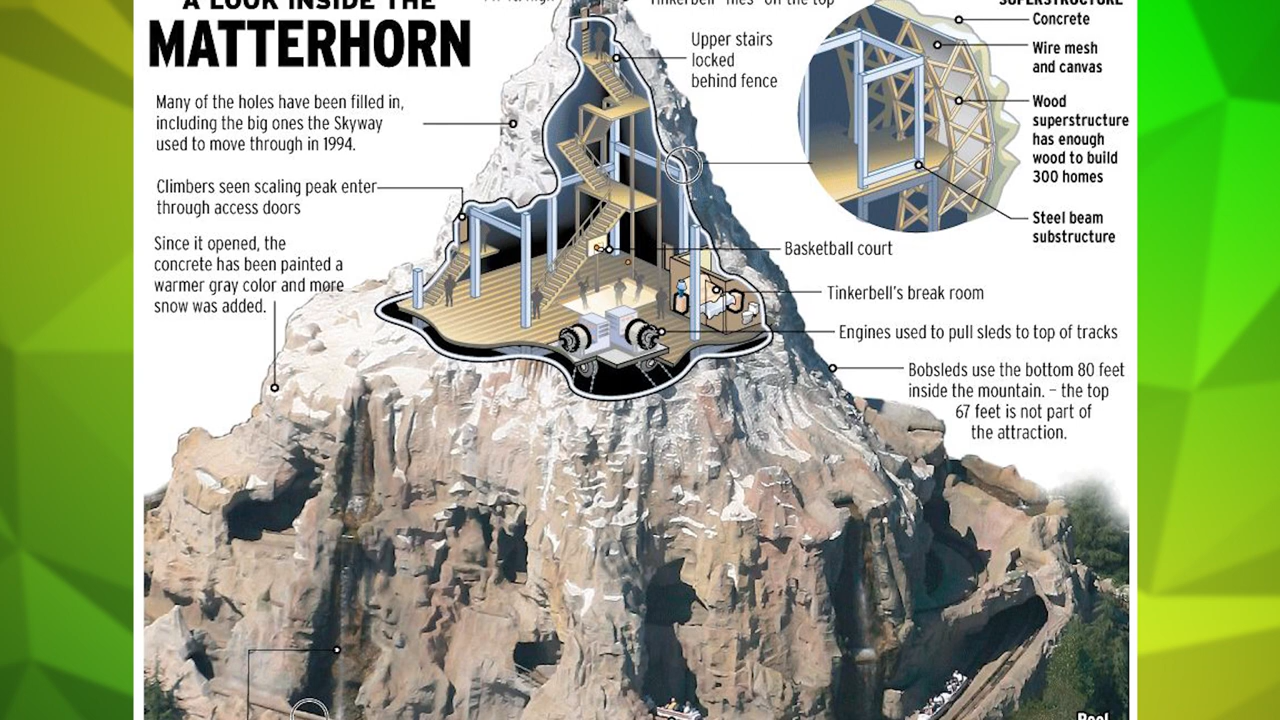 A LOOK INSIDE THE
MATTERHORN
Many of the holes have been filled in,
including the big ones the Skyway
used to move through in 1994.
Climbers seen scaling peak enter
through access doors
Since it opened, the
concrete has been painted a
warmer gray color and more
snow was added.
on the top
Upper stairs
locked
behind fence
SUPERSTRUCTURE
Concrete
Wire mesh
and canvas
Wood
superstructure
has enough
wood to build
300 homes
Steel beam
substructure
Basketball court
Tinkerbell's break room
Engines used to pull sleds to top of tracks
Bobsleds use the bottom 80 feet
inside the mountain. – the top
67 feet is not part of
the attraction.